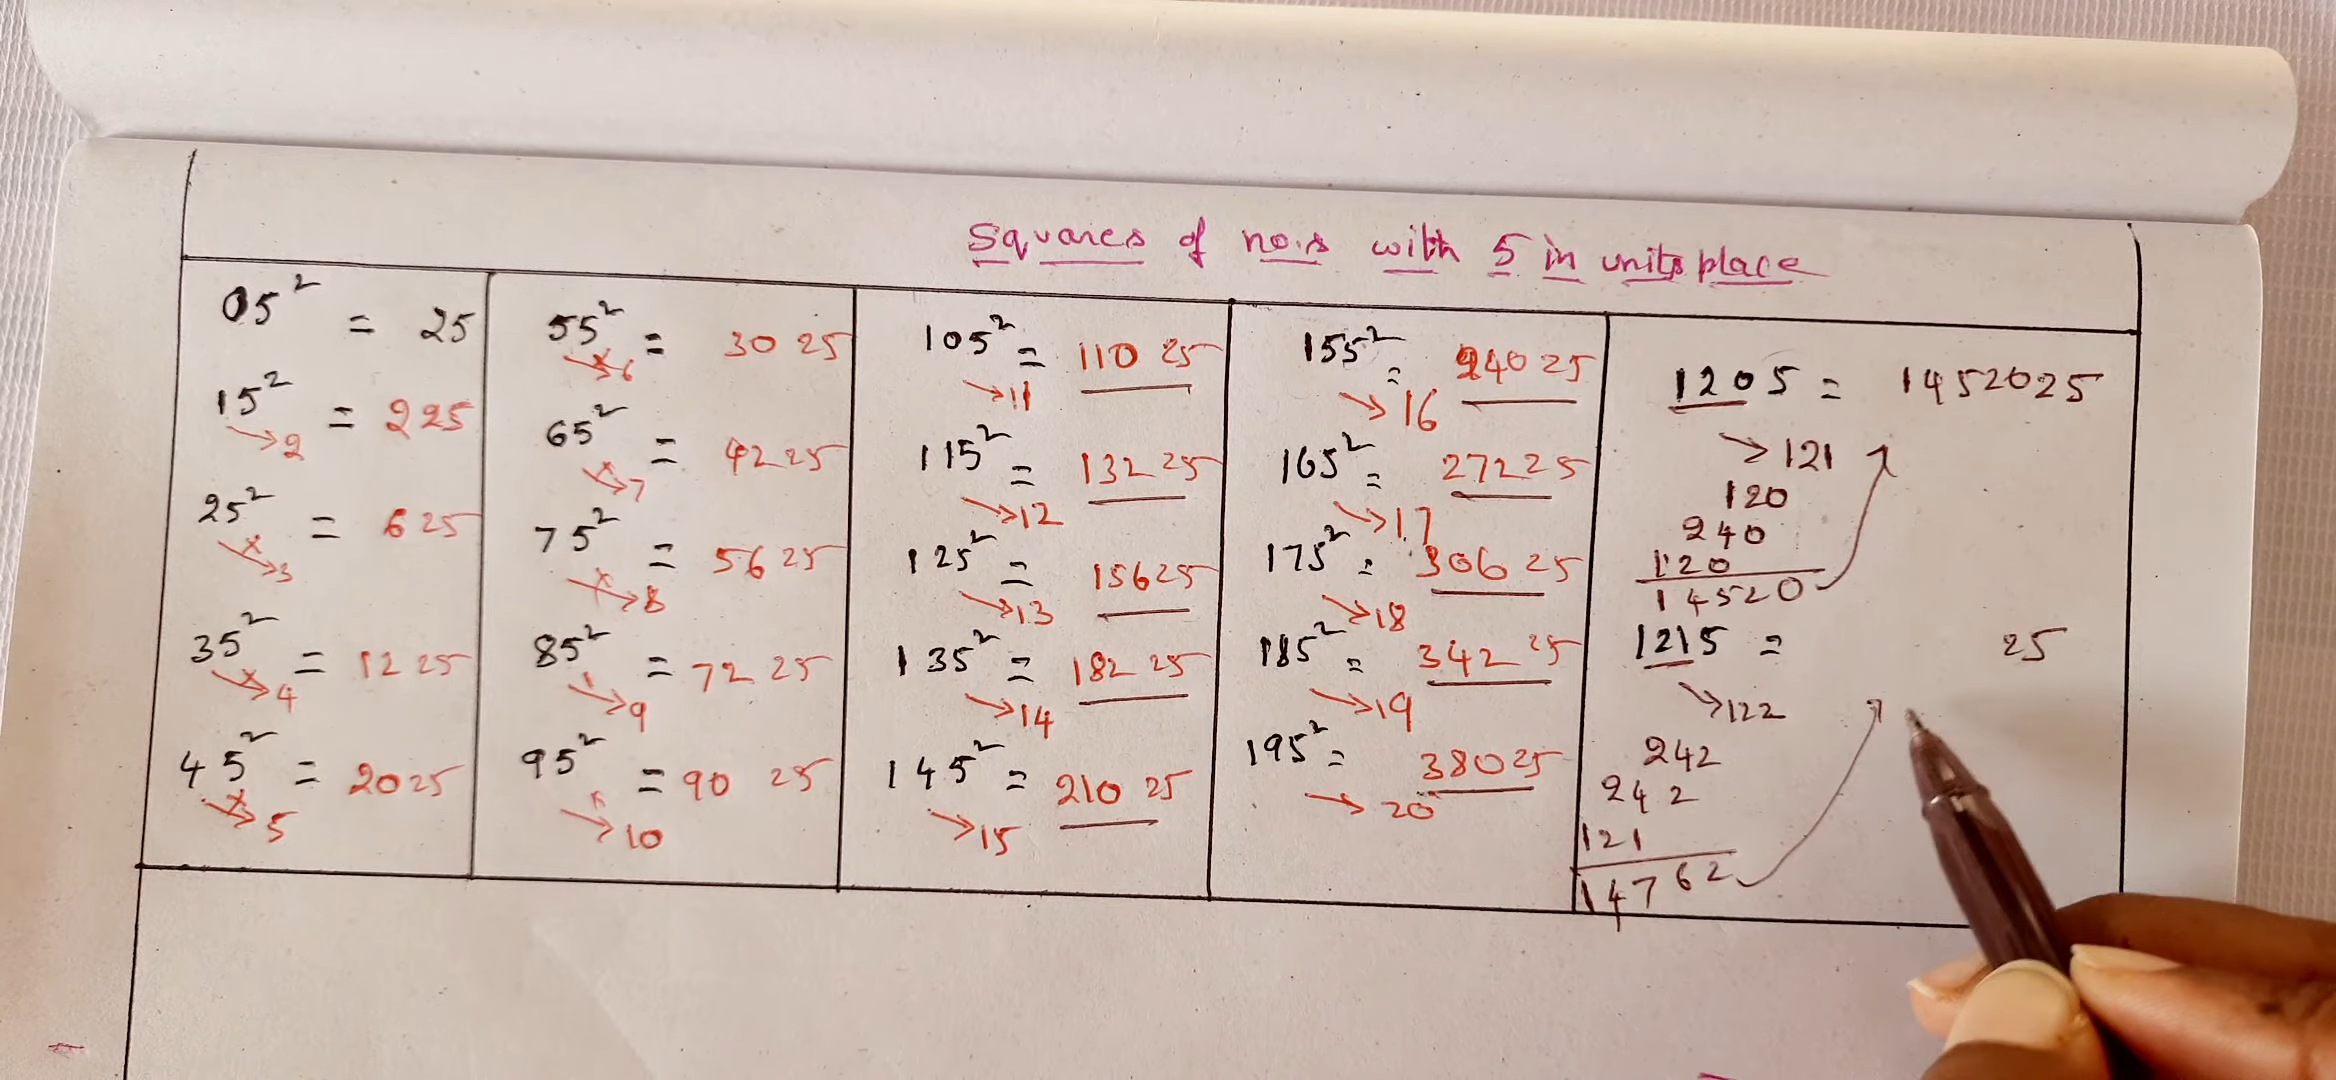 Squares of no.s with 5 in units place
05² = 25
15² = 225
→2
25² = 625
×→3
35² = 1225
×→4
45² = 2025
×→5
55² = 3025
×→6
65² = 4225
×→7
75² = 5625
×→8
85² = 7225
→9
95² = 90 25
→10
105² = 110 25
→11
115² = 132 25
→12
125² = 15625
→13
135² = 182 25
→14
145² = 210 25
→15
155² = 240 25
→16
165² = 27225
→17
175² = 306 25
→18
185² = 342 25
→19
195² = 38025
→20
1205 = 1452025
→121
120
240
120
14520
1215 = 25
→122
242
242
121
14762